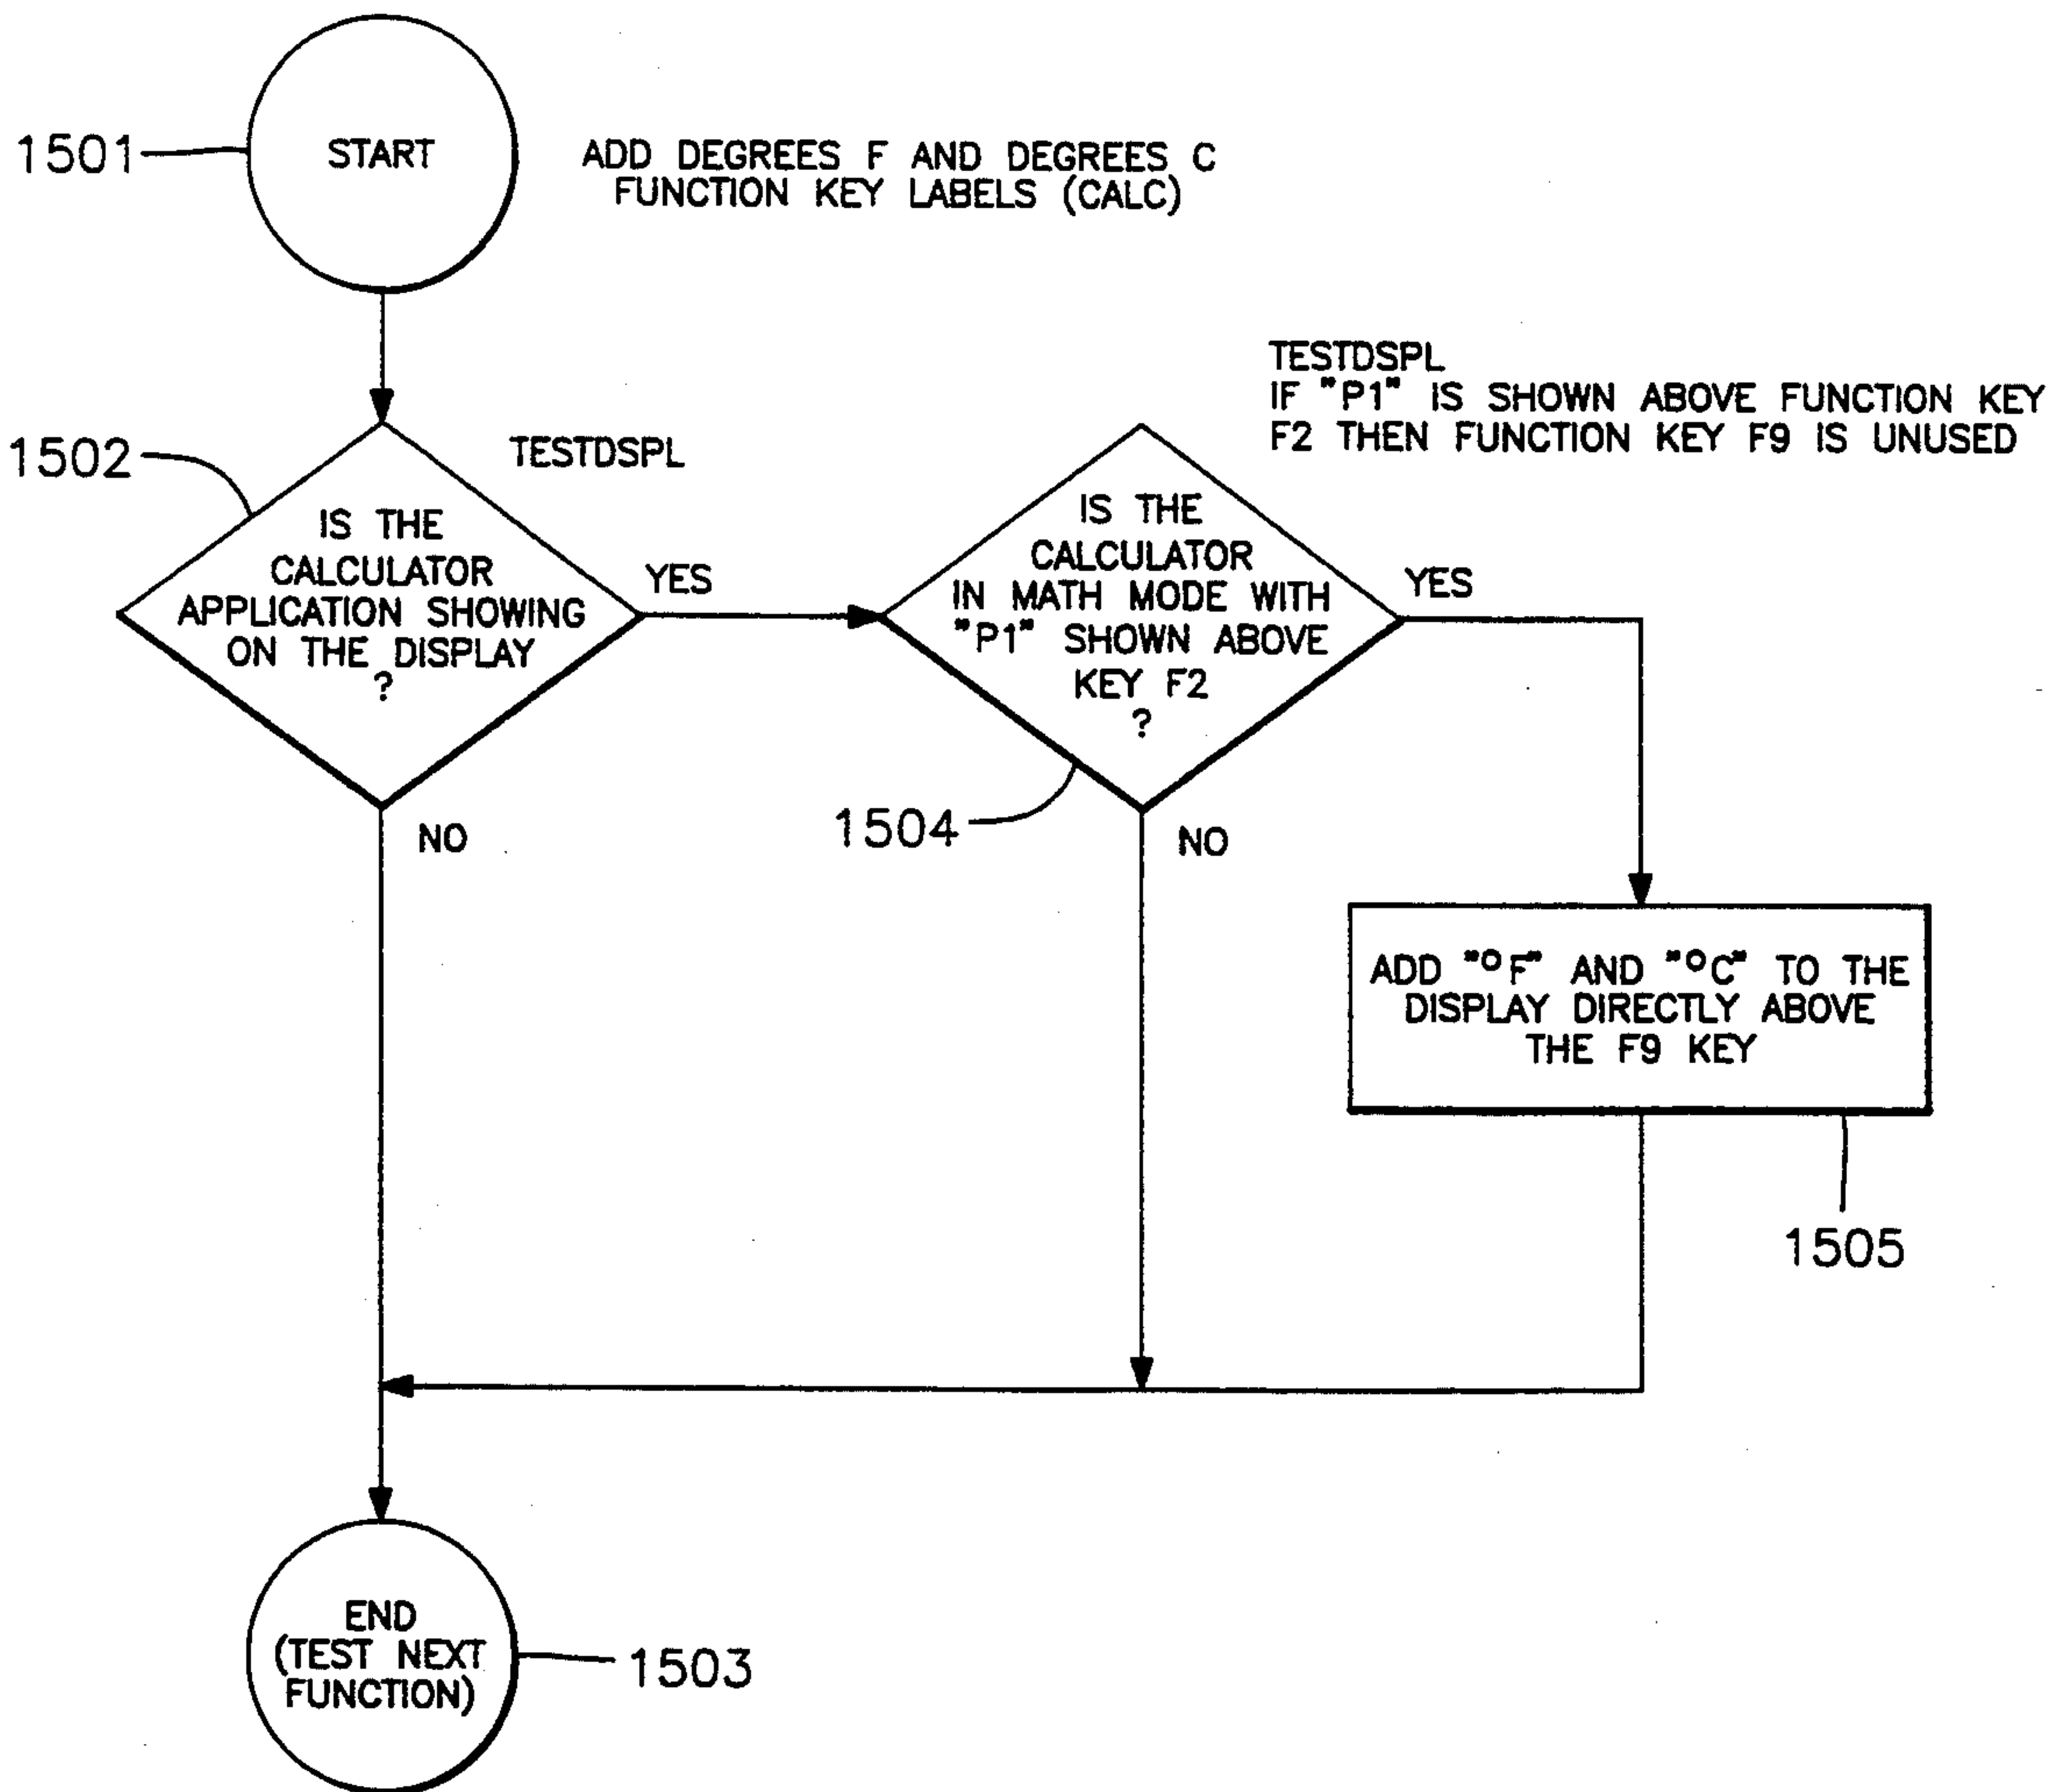 1501
START
ADD DEGREES F AND DEGREES C
FUNCTION KEY LABELS (CALC)
1502
TESTDSPL
IS THE
CALCULATOR
APPLICATION SHOWING
ON THE DISPLAY
?
YES
NO
TESTDSPL
IF "P1" IS SHOWN ABOVE FUNCTION KEY
F2 THEN FUNCTION KEY F9 IS UNUSED
IS THE
CALCULATOR
IN MATH MODE WITH
"P1" SHOWN ABOVE
KEY F2
?
YES
1504
NO
ADD "°F" AND "°C" TO THE
DISPLAY DIRECTLY ABOVE
THE F9 KEY
1505
END
(TEST NEXT
FUNCTION)
1503